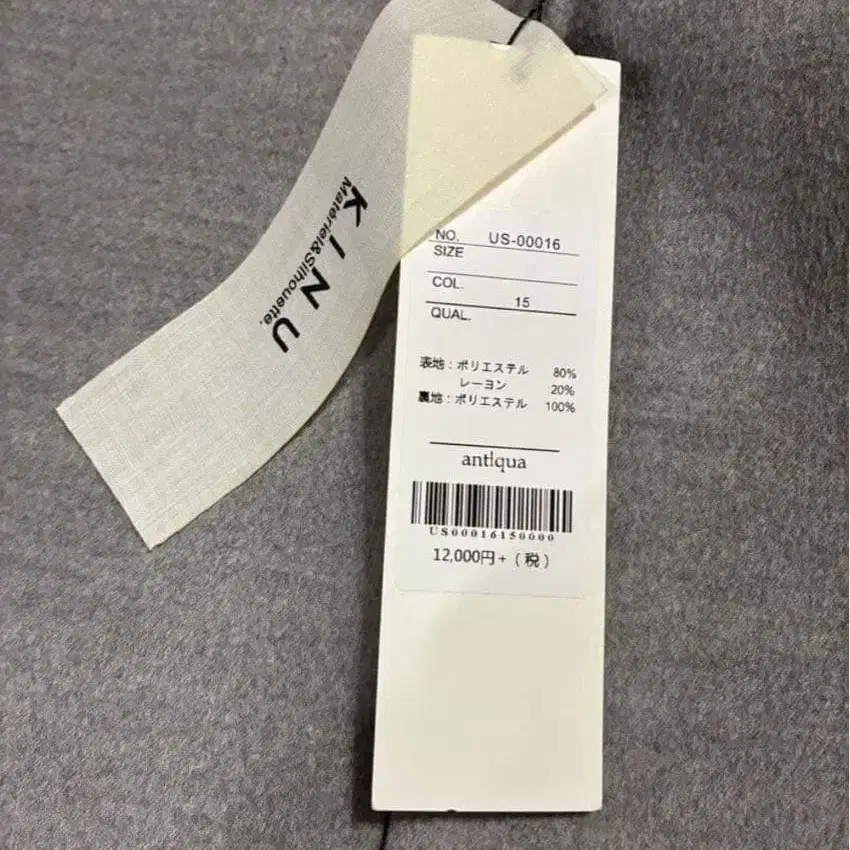 KINU
Matériel&Silhouette.
NO. US-00016
SIZE
COL. 15
QUAL.
表地：ポリエステル 80%
レーヨン 20%
裏地：ポリエステル 100%
antiqua
US00016150000
12,000円+（税）